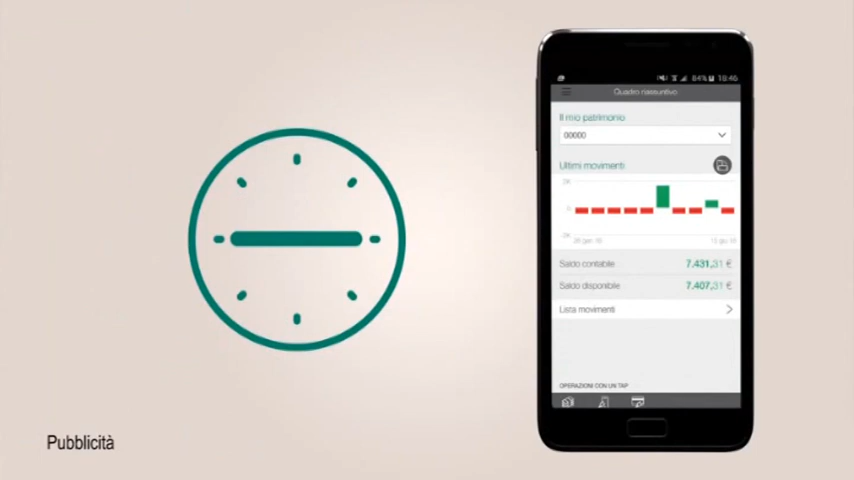 84% 18:46
Quadro riassuntivo
Il mio patrimonio
00000
Ultimi movimenti
2K
0
-2K
Saldo contabile 7.431,31 €
Saldo disponibile 7.407,31 €
Lista movimenti
OPERAZIONI CON UN TAP
Pubblicità